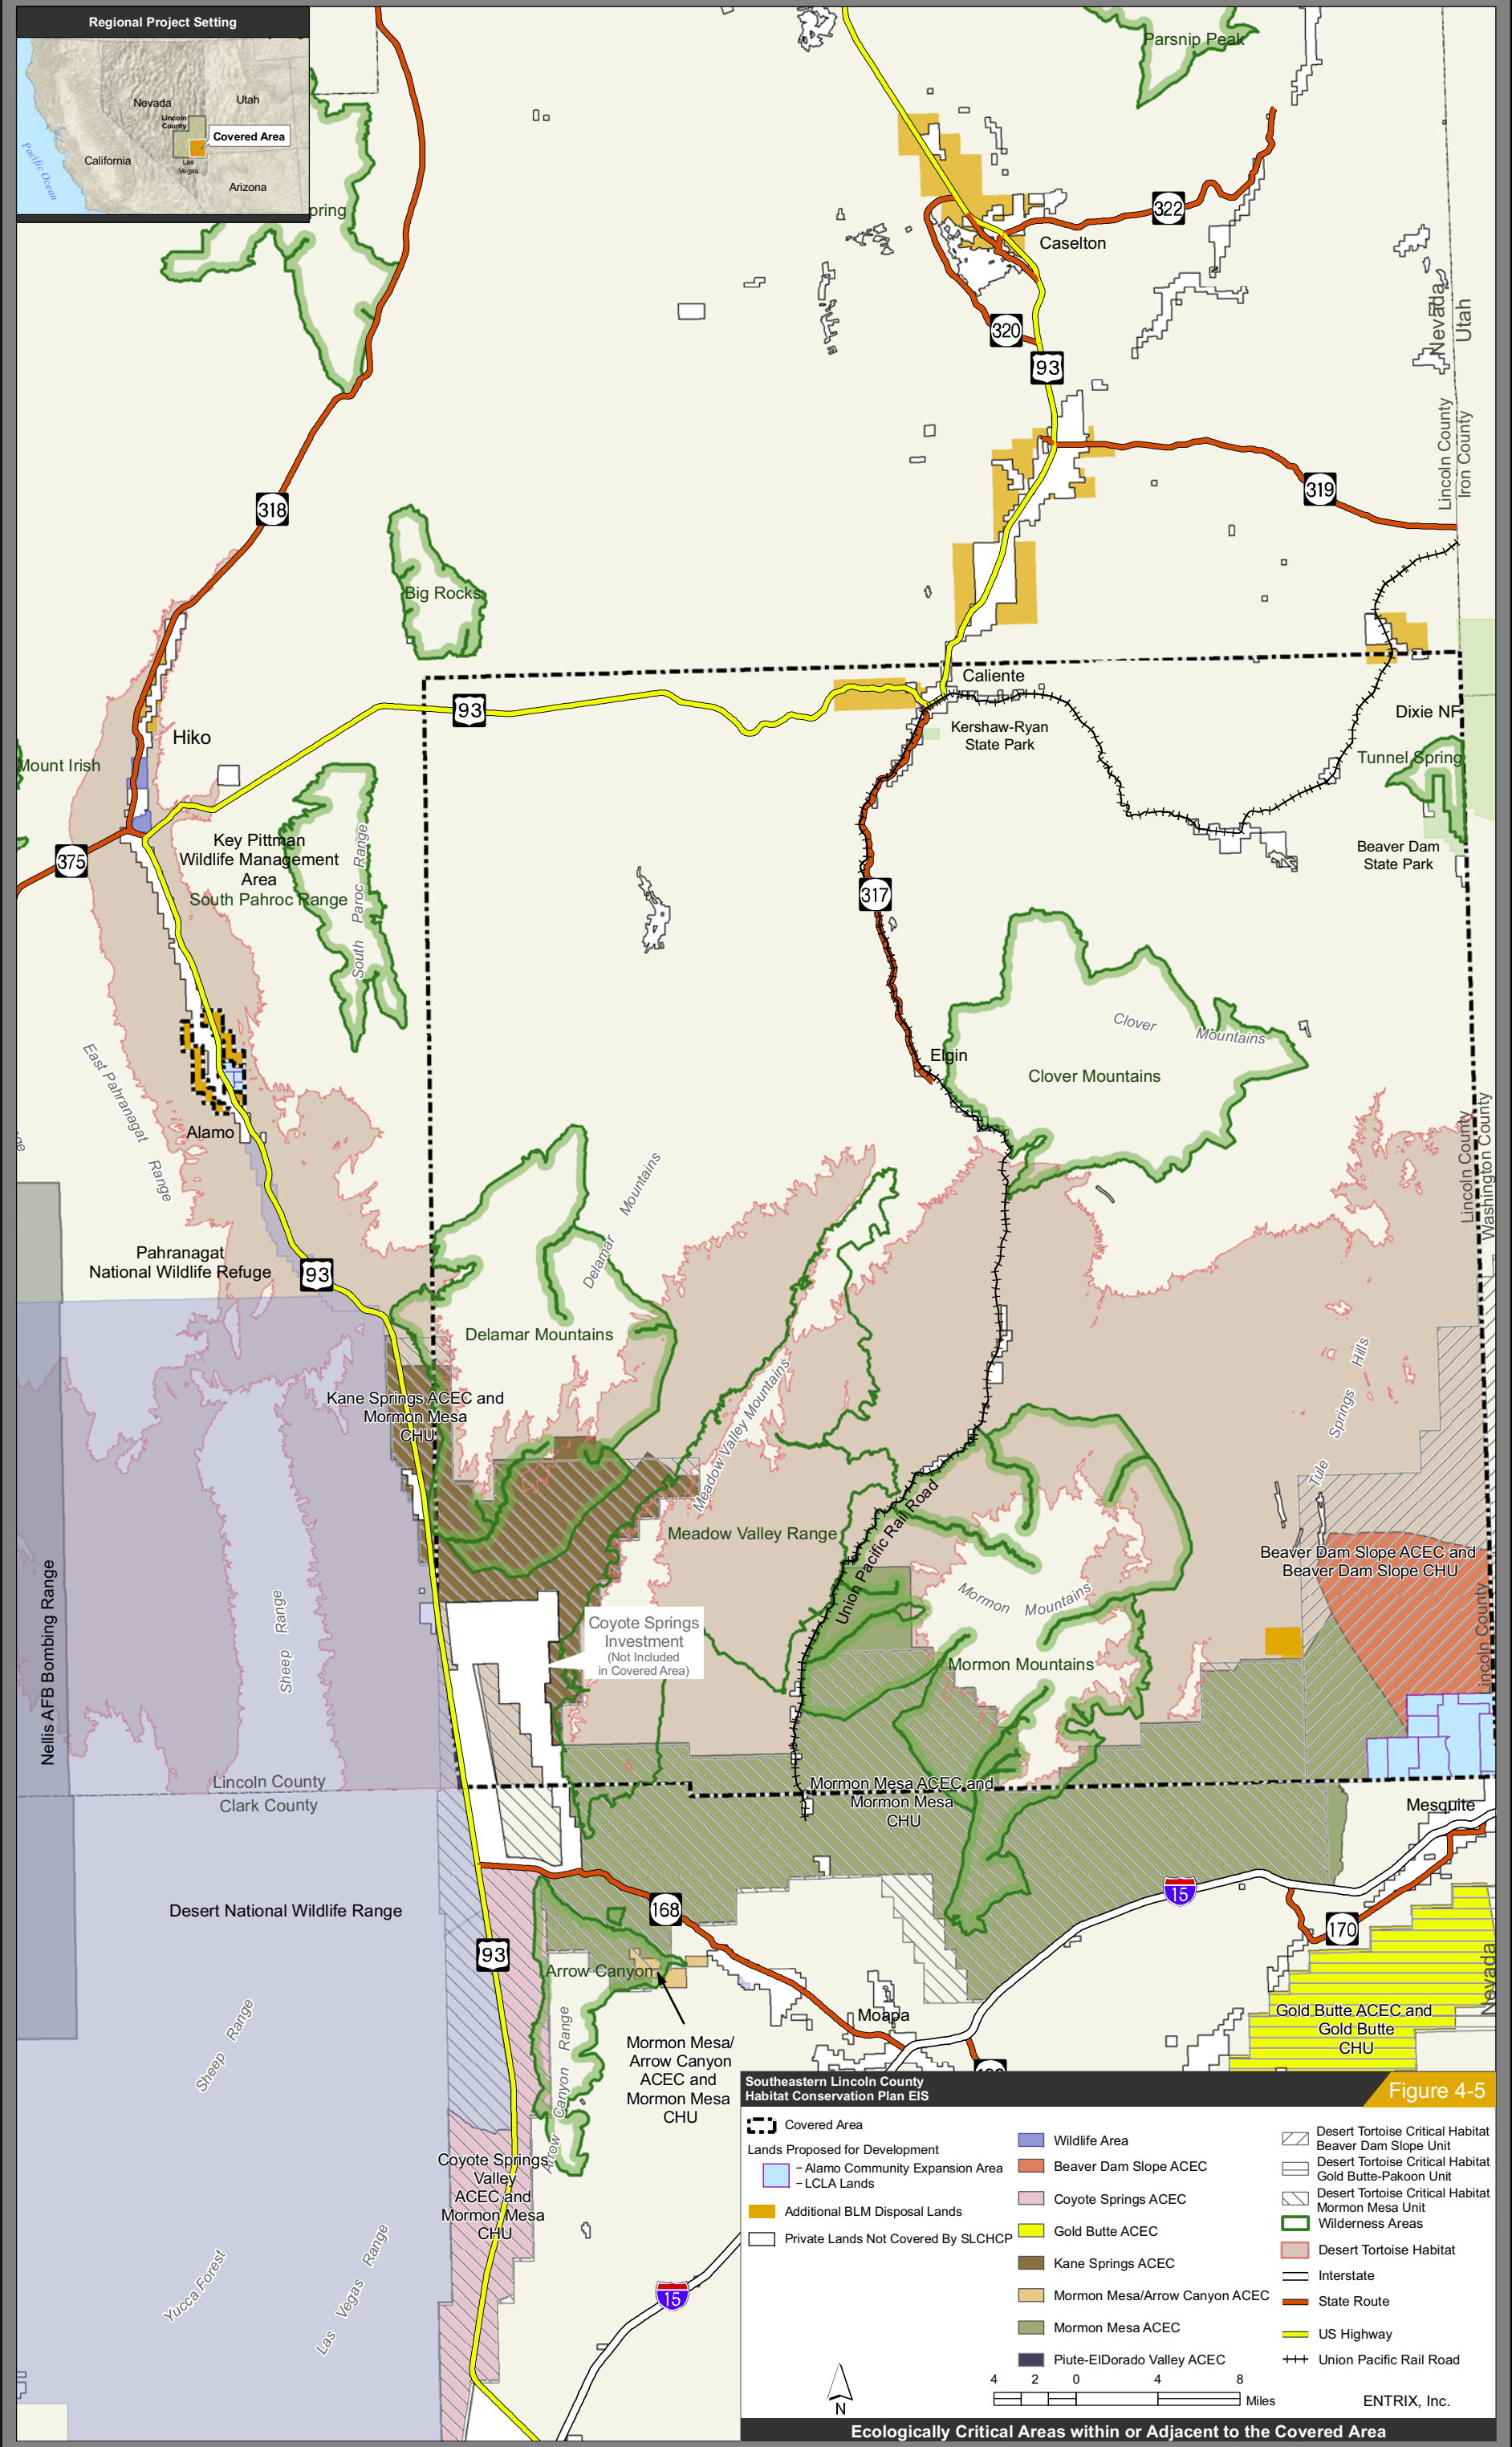 Regional Project Setting
Nevada
Utah
Lincoln
County
Covered Area
California
Las
Vegas
Arizona
Pacific Ocean
Parsnip Peak
pring
322
Caselton
320
93
Nevada
Utah
Lincoln County
Iron County
318
319
Big Rocks
Caliente
93
Kershaw-Ryan
State Park
Dixie NF
Hiko
Mount Irish
Tunnel Spring
Key Pittman
Wildlife Management
Area
South Pahroc Range
South Paroc Range
375
317
Beaver Dam
State Park
Clover Mountains
Elgin
Clover Mountains
East Pahranagat Range
Alamo
Lincoln County
Washington County
Delamar Mountains
Pahranagat
National Wildlife Refuge
93
Delamar Mountains
Kane Springs ACEC and
Mormon Mesa
CHU
Meadow Valley Mountains
Tule Springs Hills
Meadow Valley Range
Union Pacific Rail Road
Beaver Dam Slope ACEC and
Beaver Dam Slope CHU
Nellis AFB Bombing Range
Sheep Range
Mormon Mountains
Coyote Springs
Investment
(Not Included
in Covered Area)
Mormon Mountains
Lincoln County
Lincoln County
Clark County
Mormon Mesa ACEC and
Mormon Mesa
CHU
Mesquite
Desert National Wildlife Range
168
15
170
93
Arrow Canyon
Nevada
Moapa
Gold Butte ACEC and
Gold Butte
CHU
Sheep Range
Arrow Canyon Range
Mormon Mesa/
Arrow Canyon
ACEC and
Mormon Mesa
CHU
Coyote Springs
Valley
ACEC and
Mormon Mesa
CHU
Yucca Forest
Las Vegas Range
15
Southeastern Lincoln County
Habitat Conservation Plan EIS
Figure 4-5
Covered Area
Lands Proposed for Development
– Alamo Community Expansion Area
– LCLA Lands
Additional BLM Disposal Lands
Private Lands Not Covered By SLCHCP
Wildlife Area
Beaver Dam Slope ACEC
Coyote Springs ACEC
Gold Butte ACEC
Kane Springs ACEC
Mormon Mesa/Arrow Canyon ACEC
Mormon Mesa ACEC
Piute-ElDorado Valley ACEC
Desert Tortoise Critical Habitat
Beaver Dam Slope Unit
Desert Tortoise Critical Habitat
Gold Butte-Pakoon Unit
Desert Tortoise Critical Habitat
Mormon Mesa Unit
Wilderness Areas
Desert Tortoise Habitat
Interstate
State Route
US Highway
Union Pacific Rail Road
N
4 2 0 4 8
Miles
ENTRIX, Inc.
Ecologically Critical Areas within or Adjacent to the Covered Area